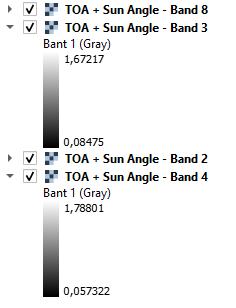 TOA + Sun Angle - Band 8
TOA + Sun Angle - Band 3
Bant 1 (Gray)
1,67217
0,08475
TOA + Sun Angle - Band 2
TOA + Sun Angle - Band 4
Bant 1 (Gray)
1,78801
0,057322